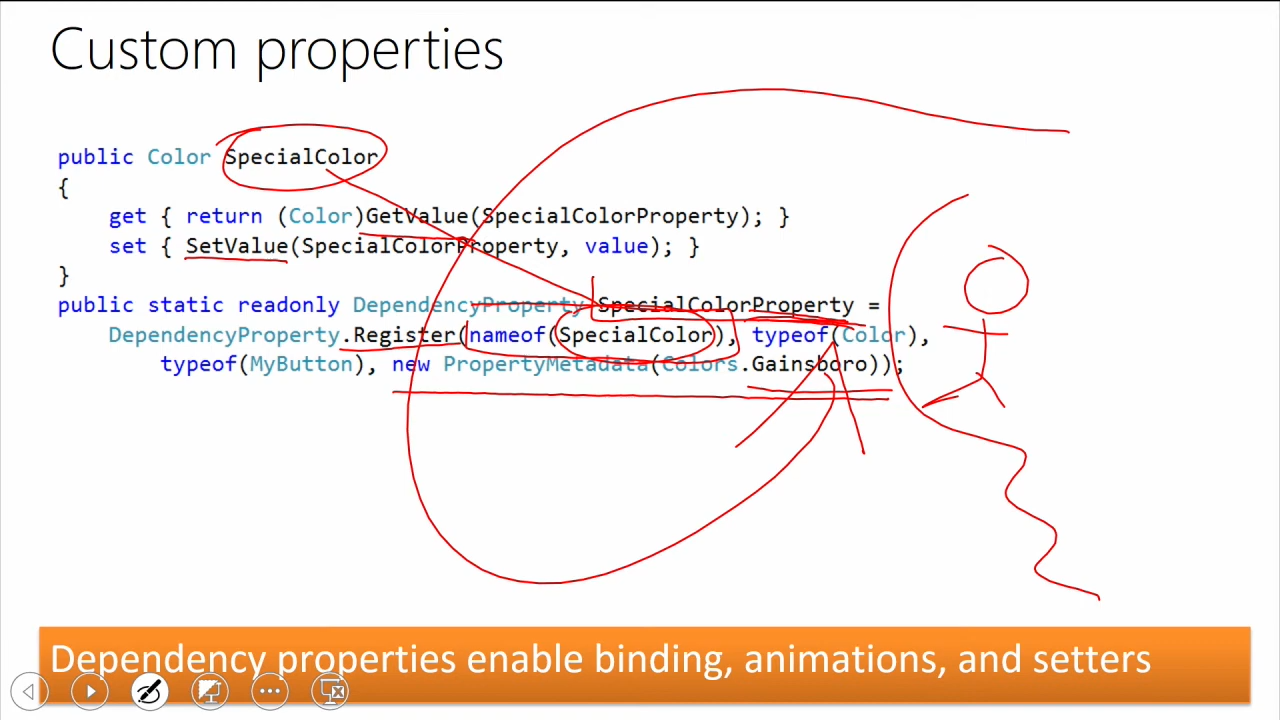 Custom properties
public Color SpecialColor
{
get { return (Color)GetValue(SpecialColorProperty); }
set { SetValue(SpecialColorProperty, value); }
}
public static readonly DependencyProperty SpecialColorProperty =
DependencyProperty.Register(nameof(SpecialColor), typeof(Color),
typeof(MyButton), new PropertyMetadata(Colors.Gainsboro));
Dependency properties enable binding, animations, and setters